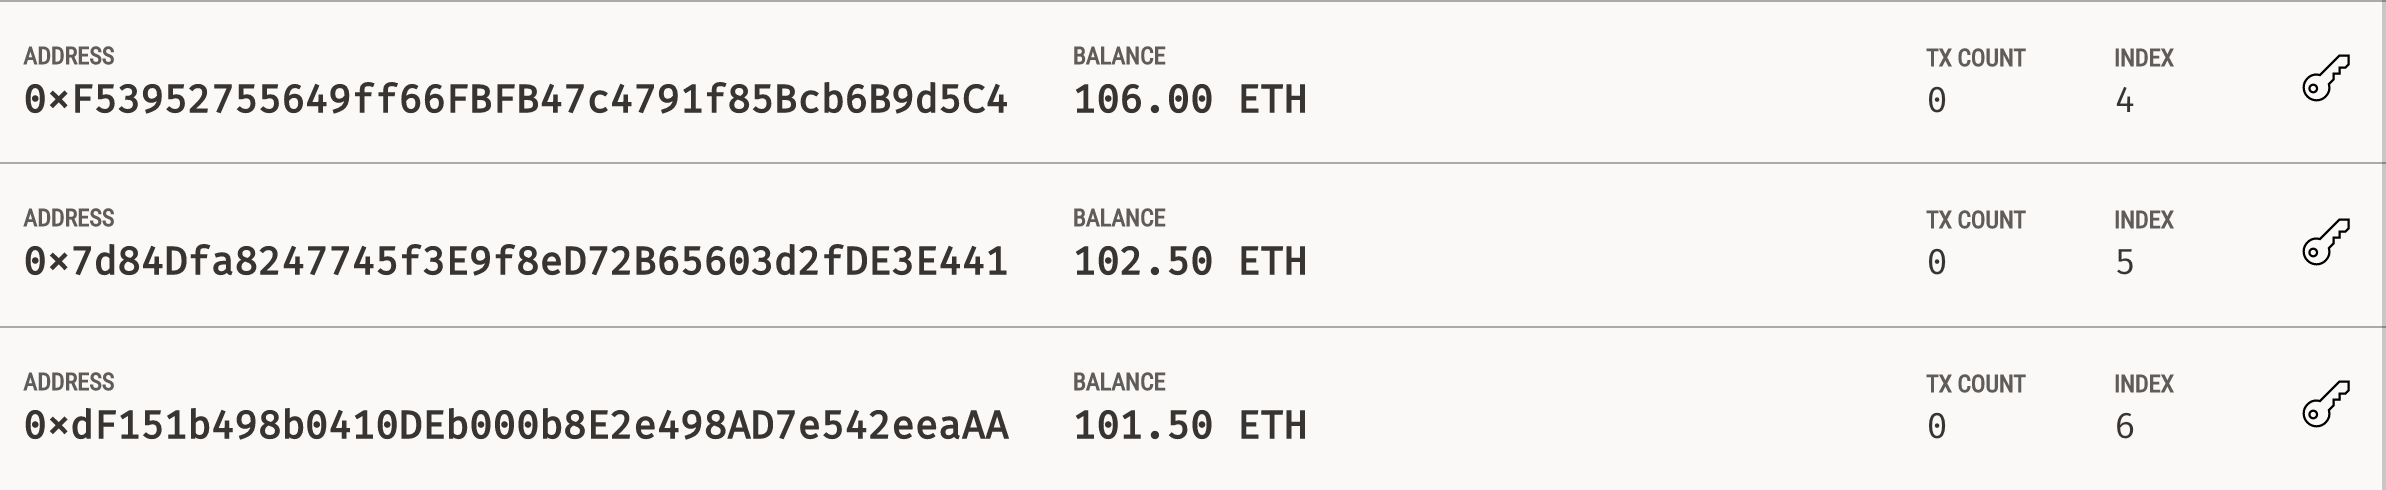 ADDRESS BALANCE TX COUNT INDEX
0×F53952755649ff66FBFB47c4791f85Bcb6B9d5C4 106.00 ETH 0 4
ADDRESS BALANCE TX COUNT INDEX
0×7d84Dfa8247745f3E9f8eD72B65603d2fDE3E441 102.50 ETH 0 5
ADDRESS BALANCE TX COUNT INDEX
0×dF151b498b0410DEb000b8E2e498AD7e542eeaAA 101.50 ETH 0 6